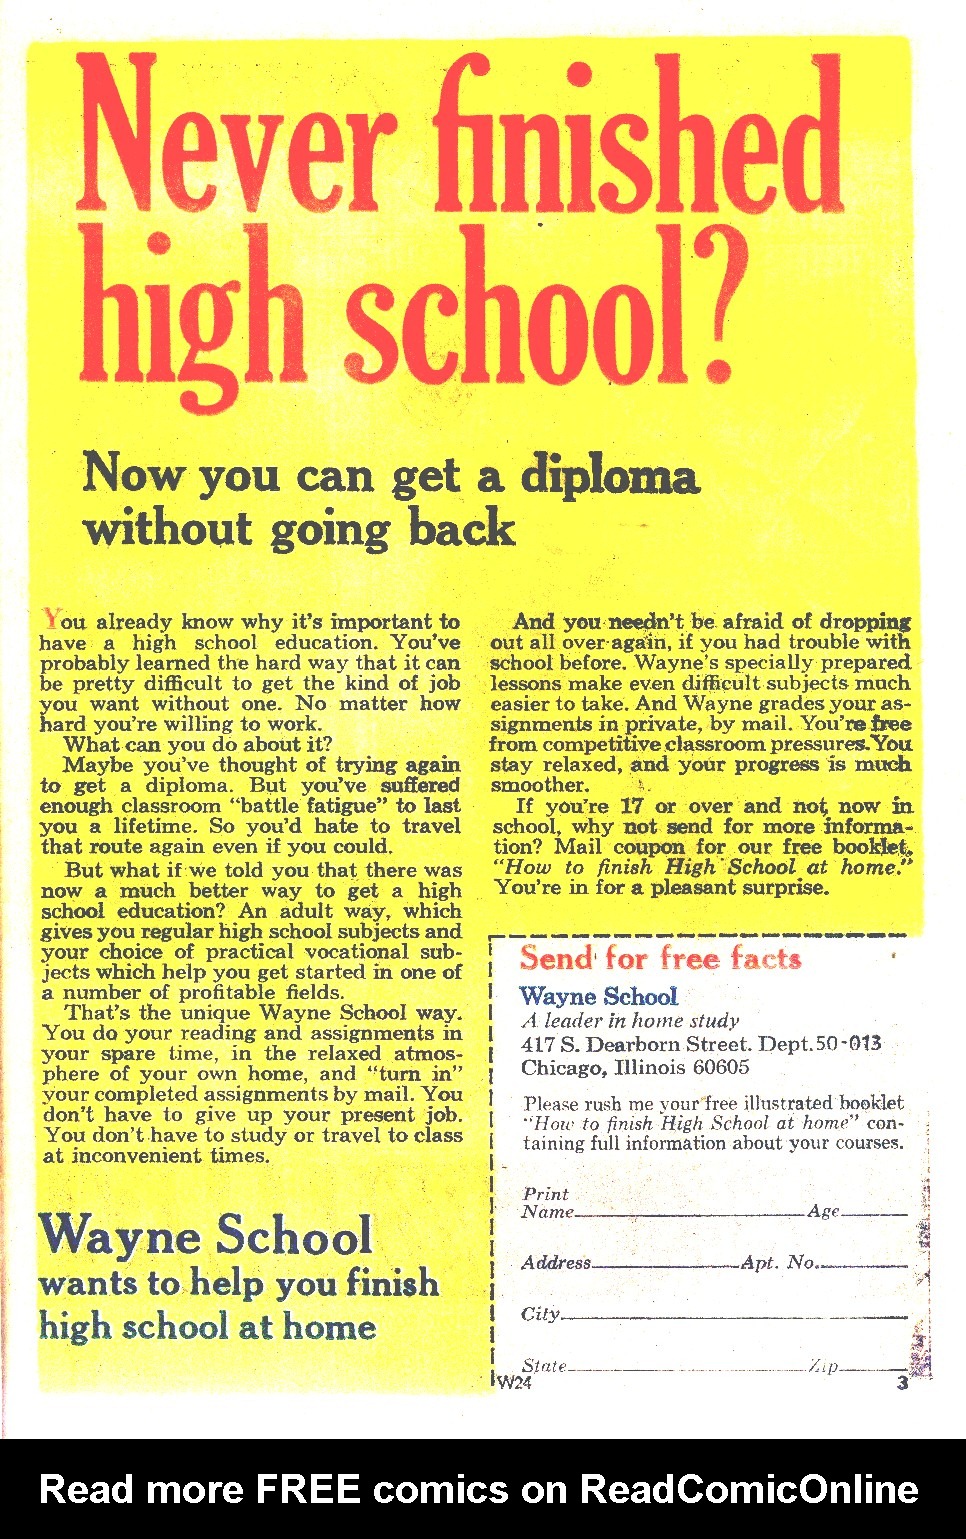 Never finished
high school?
Now you can get a diploma
without going back
You already know why it's important to
have a high school education. You've
probably learned the hard way that it can
be pretty difficult to get the kind of job
you want without one. No matter how
hard you're willing to work.
What can you do about it?
Maybe you've thought of trying again
to get a diploma. But you've suffered
enough classroom "battle fatigue" to last
you a lifetime. So you'd hate to travel
that route again even if you could.
But what if we told you that there was
now a much better way to get a high
school education? An adult way, which
gives you regular high school subjects and
your choice of practical vocational sub-
jects which help you get started in one of
a number of profitable fields.
That's the unique Wayne School way.
You do your reading and assignments in
your spare time, in the relaxed atmos-
phere of your own home, and "turn in"
your completed assignments by mail. You
don't have to give up your present job.
You don't have to study or travel to class
at inconvenient times.
Wayne School
wants to help you finish
high school at home
And you needn't be afraid of dropping
out all over again, if you had trouble with
school before. Wayne's specially prepared
lessons make even difficult subjects much
easier to take. And Wayne grades your as-
signments in private, by mail. You're free
from competitive classroom pressures. You
stay relaxed, and your progress is much
smoother.
If you're 17 or over and not now in
school, why not send for more informa-
tion? Mail coupon for our free booklet,
"How to finish High School at home."
You're in for a pleasant surprise.
Send for free facts
Wayne School
A leader in home study
417 S. Dearborn Street. Dept. 50-013
Chicago, Illinois 60605
Please rush me your free illustrated booklet
"How to finish High School at home" con-
taining full information about your courses.
Print
Name Age
Address Apt. No.
City
State Zip
W24 3
Read more FREE comics on ReadComicOnline